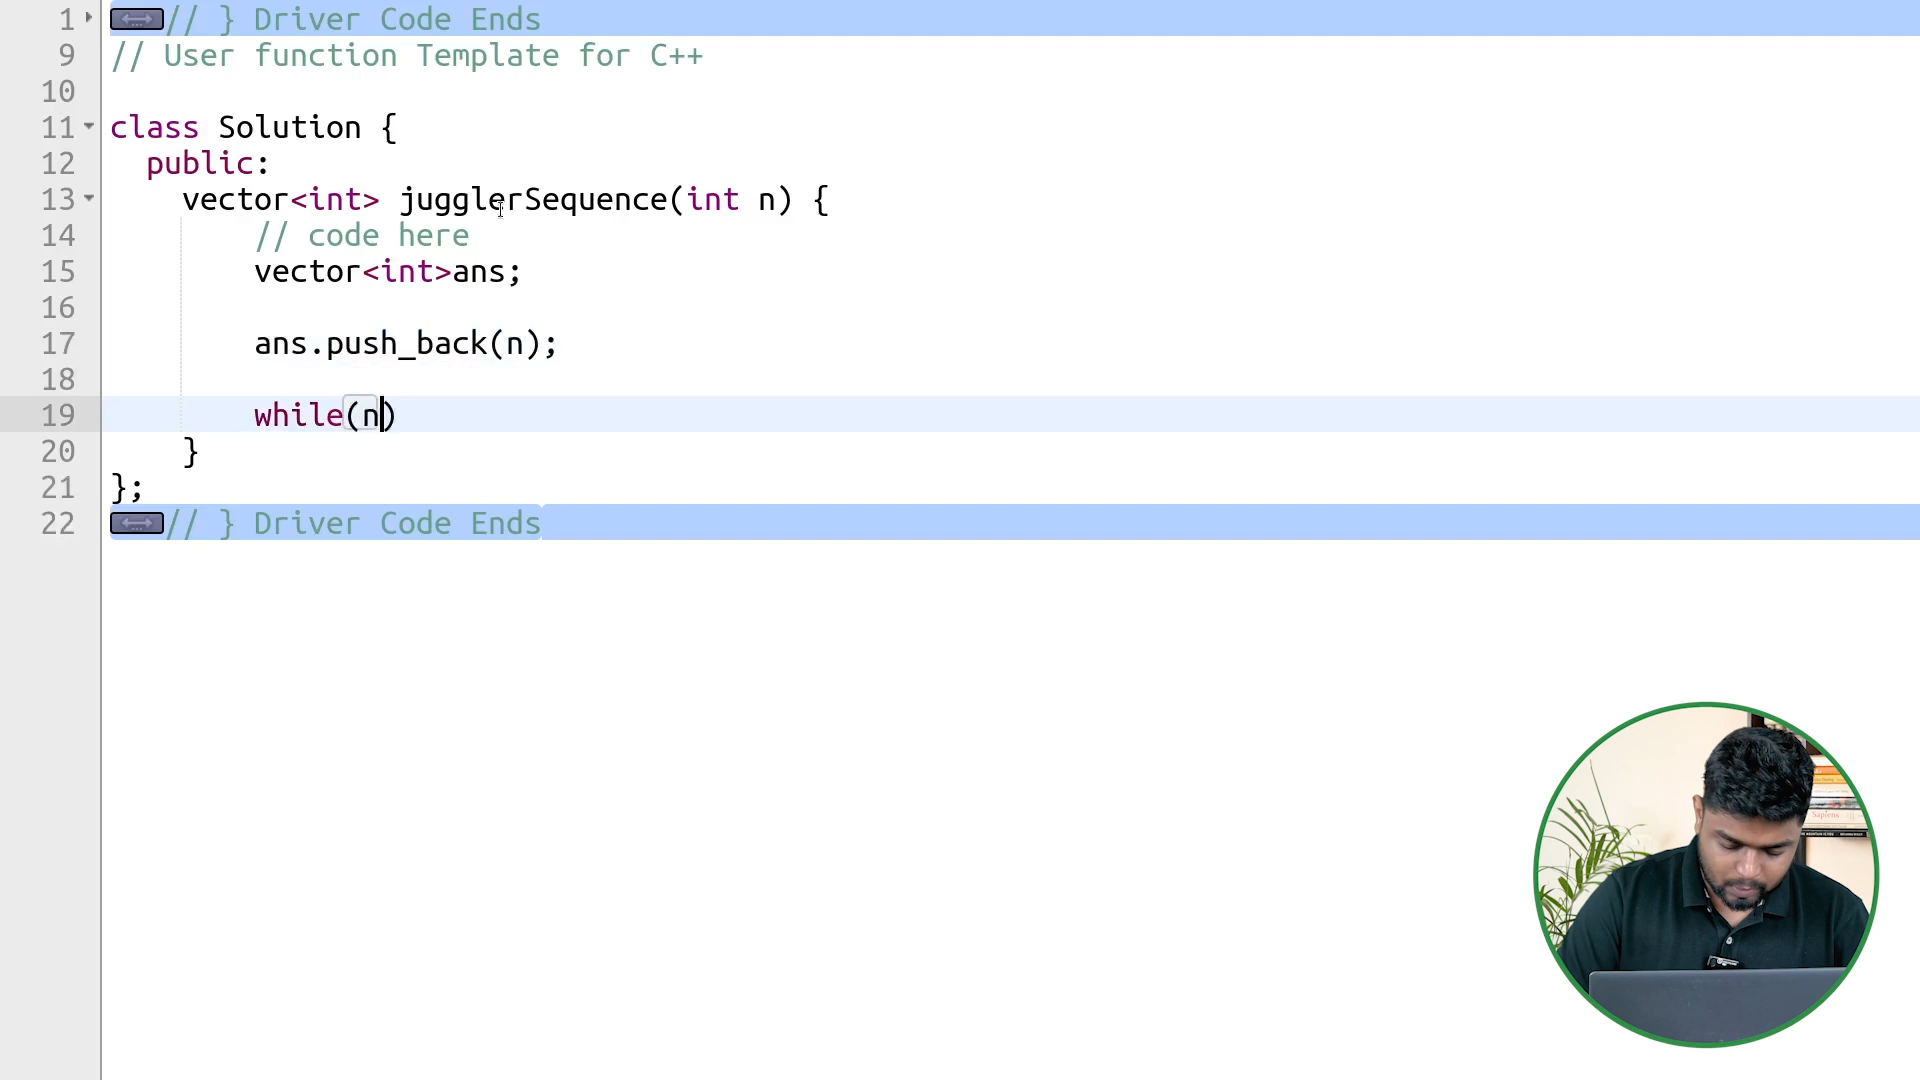 1 // } Driver Code Ends
9 // User function Template for C++
10
11 class Solution {
12 public:
13 vector<int> jugglerSequence(int n) {
14 // code here
15 vector<int>ans;
16
17 ans.push_back(n);
18
19 while(n)
20 }
21 };
22 // } Driver Code Ends
Sapiens